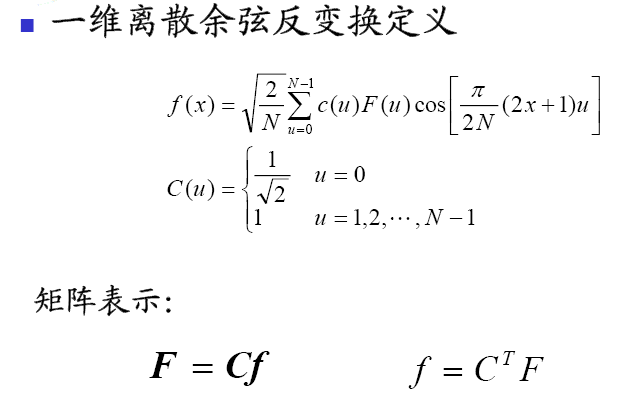 ■ 一维离散余弦反变换定义
f(x) = √(2/N) ∑_{u=0}^{N−1} c(u)F(u)cos[π/2N (2x+1)u]
C(u) = { 1/√2 u = 0
1 u = 1,2,⋯,N −1
矩阵表示:
F = Cf f = C^T F